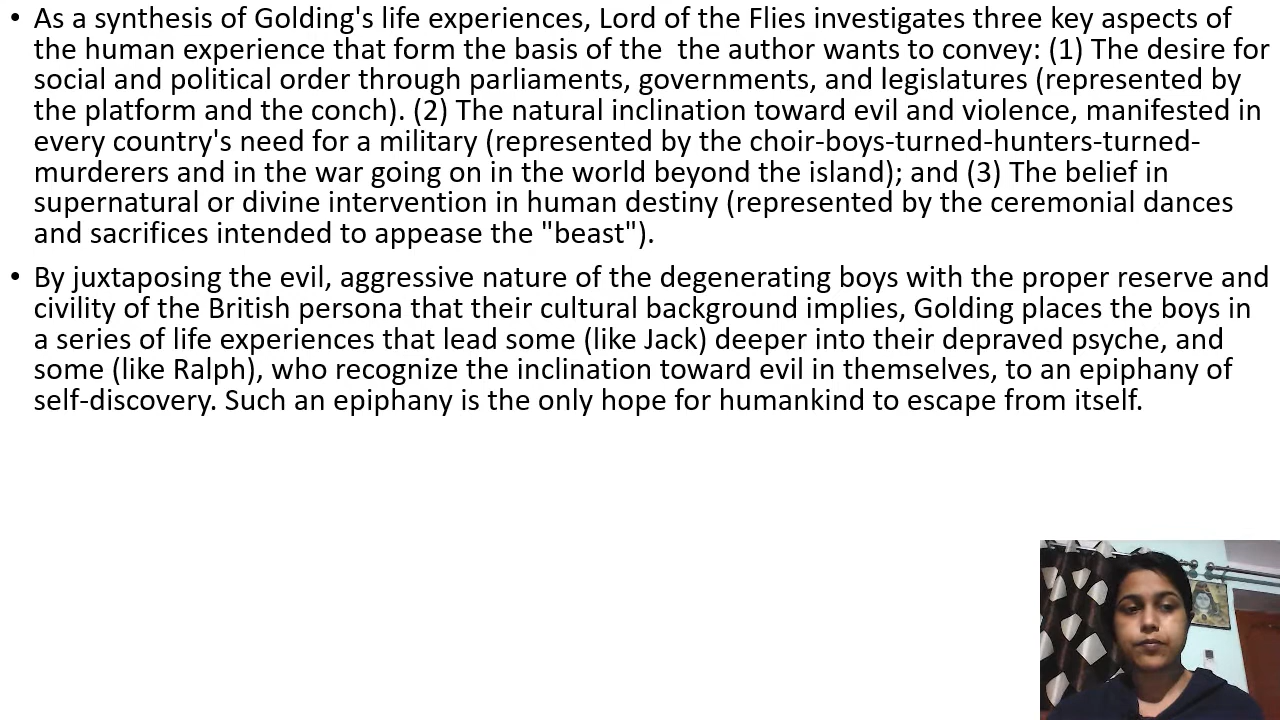 • As a synthesis of Golding's life experiences, Lord of the Flies investigates three key aspects of
the human experience that form the basis of the  the author wants to convey: (1) The desire for
social and political order through parliaments, governments, and legislatures (represented by
the platform and the conch). (2) The natural inclination toward evil and violence, manifested in
every country's need for a military (represented by the choir-boys-turned-hunters-turned-
murderers and in the war going on in the world beyond the island); and (3) The belief in
supernatural or divine intervention in human destiny (represented by the ceremonial dances
and sacrifices intended to appease the "beast").
• By juxtaposing the evil, aggressive nature of the degenerating boys with the proper reserve and
civility of the British persona that their cultural background implies, Golding places the boys in
a series of life experiences that lead some (like Jack) deeper into their depraved psyche, and
some (like Ralph), who recognize the inclination toward evil in themselves, to an epiphany of
self-discovery. Such an epiphany is the only hope for humankind to escape from itself.